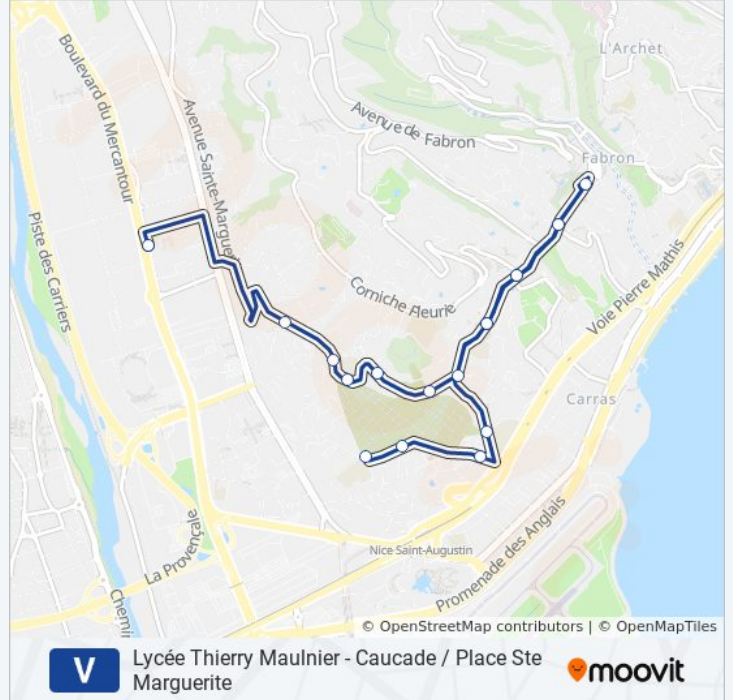 L'Archet
Boulevard du Mercantour
Avenue Sainte-Marguerit
Avenue de Fabron
Fabron
Piste des Carriers
Corniche Fleurie
Voie Pierre Mathis
Carras
La Provençale
Nice Saint-Augustin
Promenade des Anglais
Chemin
© OpenStreetMap contributors | © OpenMapTiles
V
Lycée Thierry Maulnier - Caucade / Place Ste
Marguerite
moovit